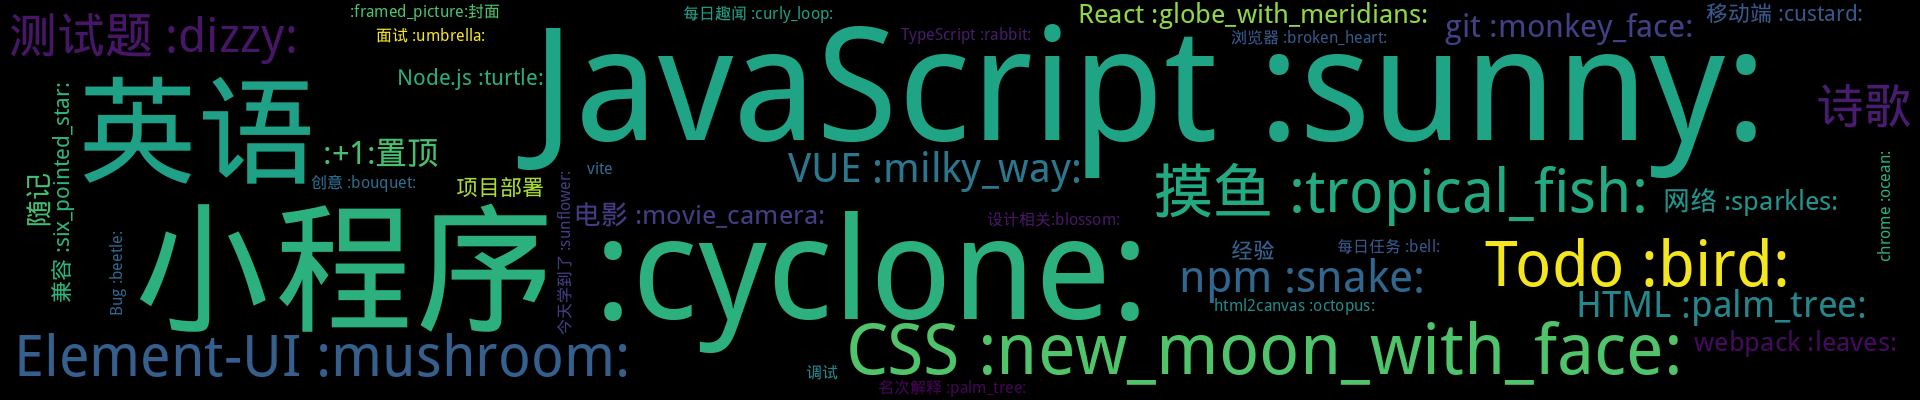 测试题 :dizzy:
:framed_picture:封面
面试 :umbrella:
每日趣闻 :curly_loop:
TypeScript :rabbit:
React :globe_with_meridians:
浏览器 :broken_heart:
git :monkey_face:
移动端 :custard:
Node.js :turtle:
JavaScript :sunny:
英语
诗歌
:+1:置顶
创意 :bouquet:
项目部署
vite
VUE :milky_way:
摸鱼 :tropical_fish:
网络 :sparkles:
chrome :ocean:
随记
兼容 :six_pointed_star:
Bug :beetle:
小程序 :cyclone:
今天学到了 :sunflower:
电影 :movie_camera:
设计相关:blossom:
经验
每日任务 :bell:
npm :snake:
html2canvas :octopus:
Todo :bird:
HTML :palm_tree:
Element-UI :mushroom:
调试
CSS :new_moon_with_face:
webpack :leaves:
名次解释 :palm_tree: